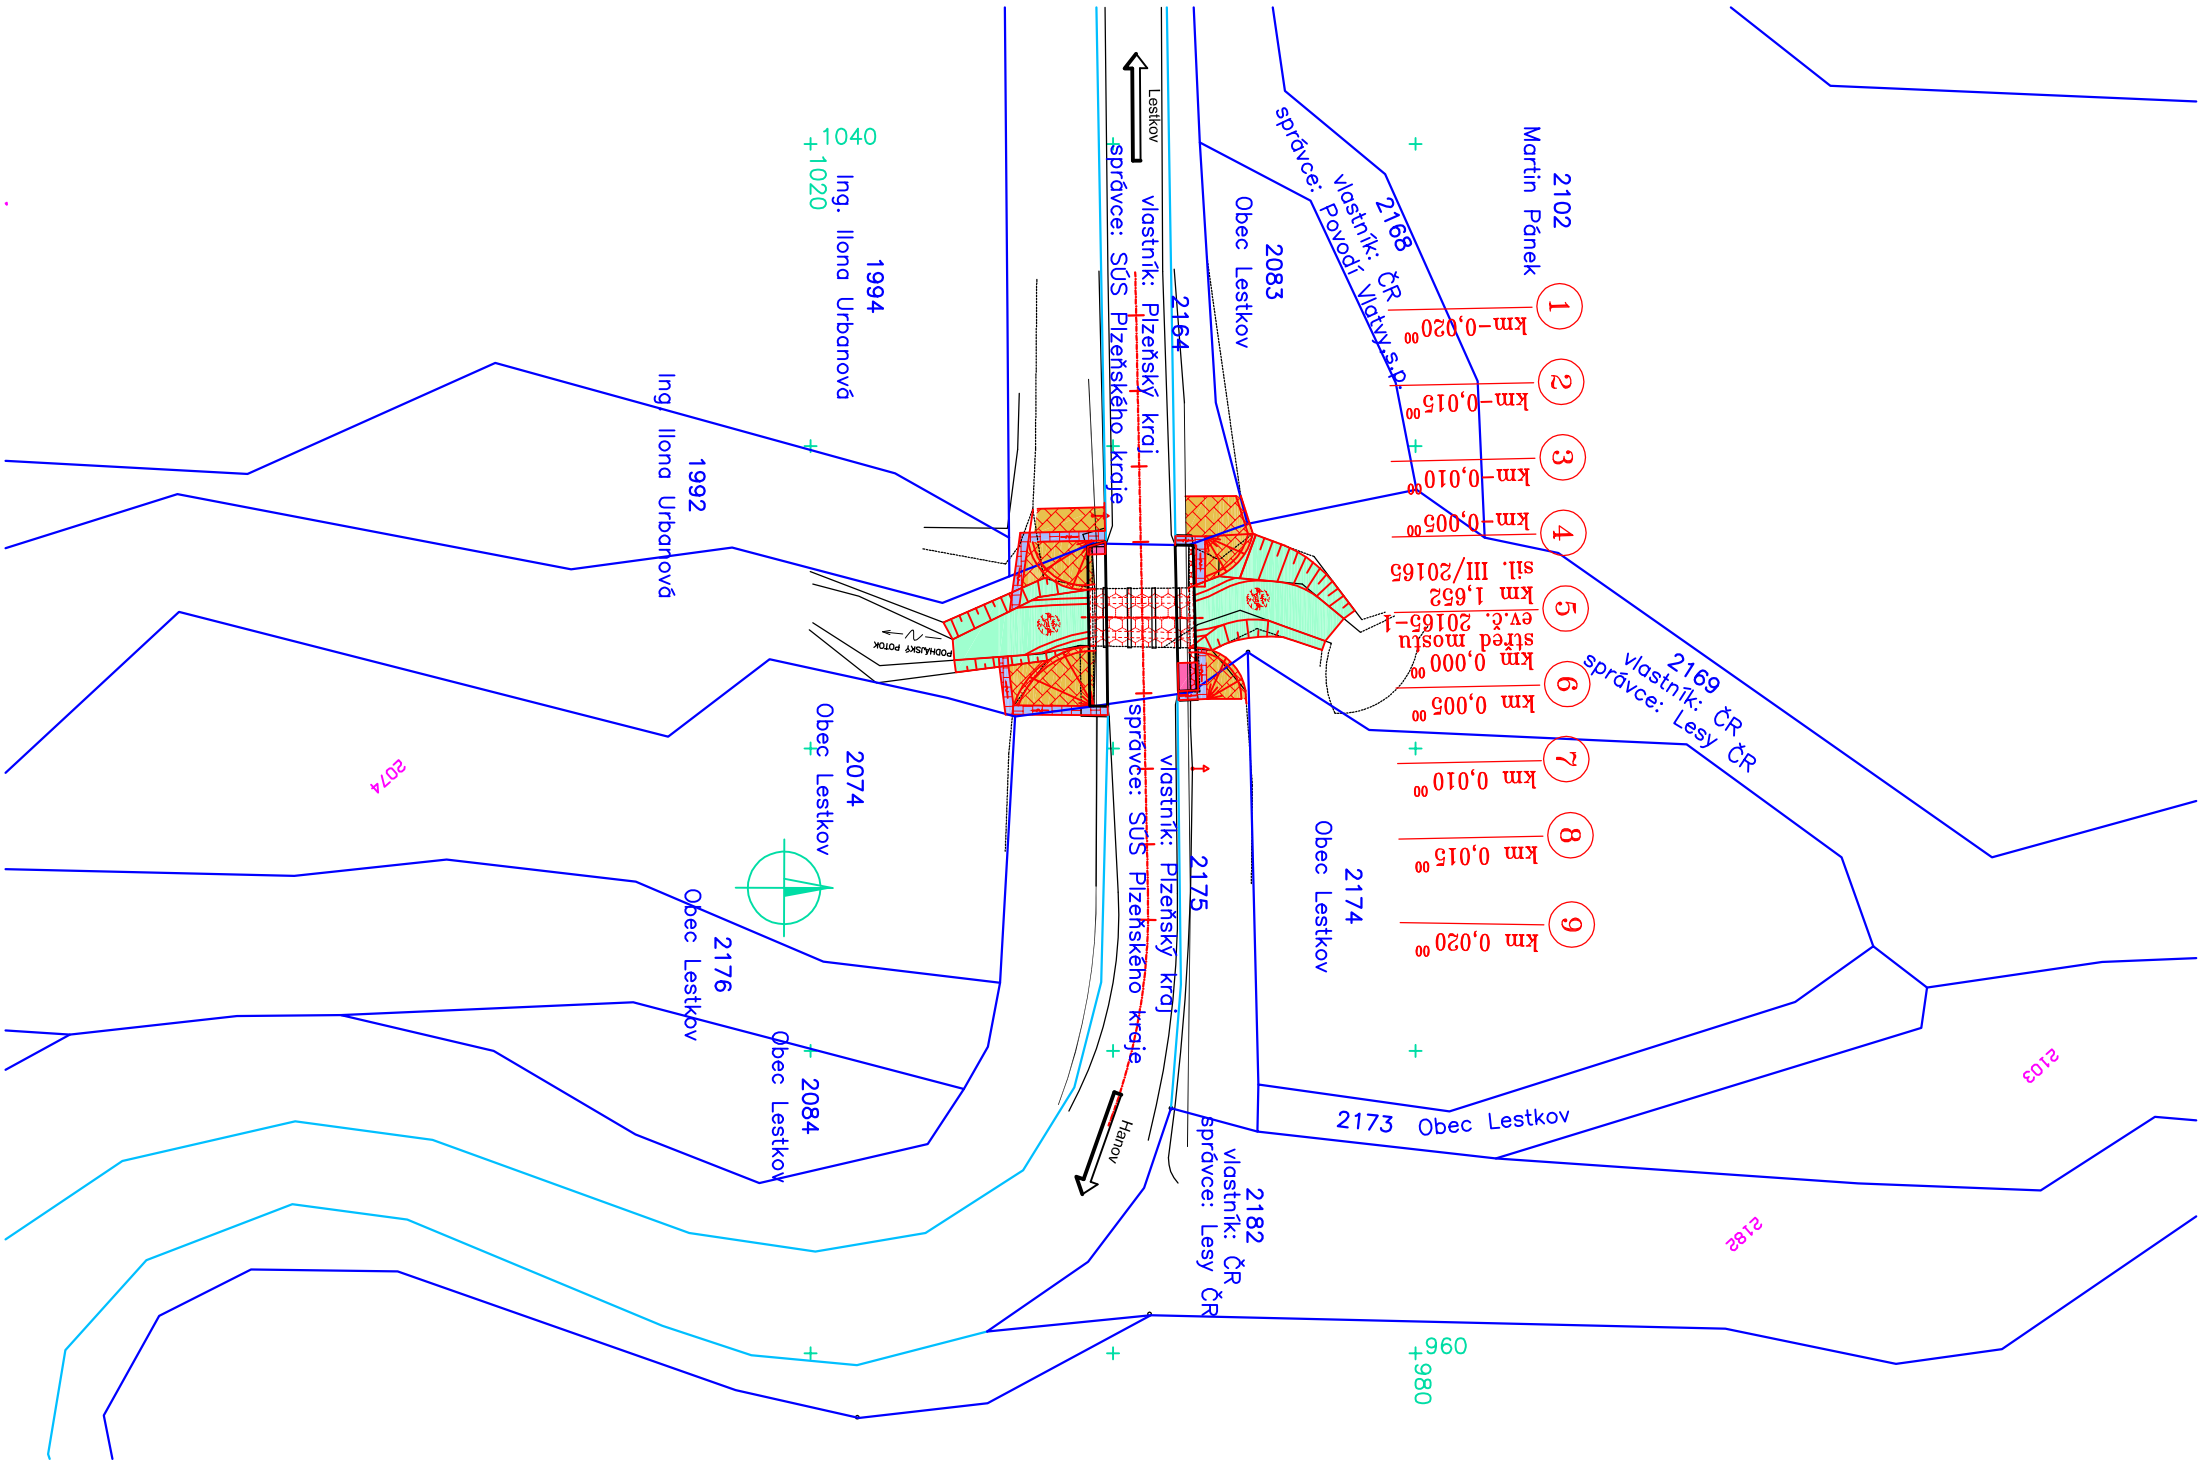 Lestkov
1040
1020
2102
Martin Pánek
2168
vlastník: ČR
správce: Povodí Vlatvy,s.p.
2083
Obec Lestkov
2164
vlastník: Plzeňský kraj
správce: SÚS Plzeňského kraje
1994
Ing. Ilona Urbanová
1992
Ing. Ilona Urbanová
1
km-0,020 00
2
km-0,015 00
3
km-0,010 00
4
km-0,005 00
5
sil. III/20165
km 1,652
ev.č. 20165-1
střed mostu
km 0,000 00
6
km 0,005 00
7
km 0,010 00
8
km 0,015 00
9
km 0,020 00
PODHÁJSKÝ POTOK
2169
vlastník: ČR
správce: Lesy ČR
2074
Obec Lestkov
2074
2175
vlastník: Plzeňský kraj
správce: SÚS Plzeňského kraje
2174
Obec Lestkov
2176
Obec Lestkov
2084
Obec Lestkov
2173 Obec Lestkov
2103
Hanov
2182
vlastník: ČR
správce: Lesy ČR
2182
960
980